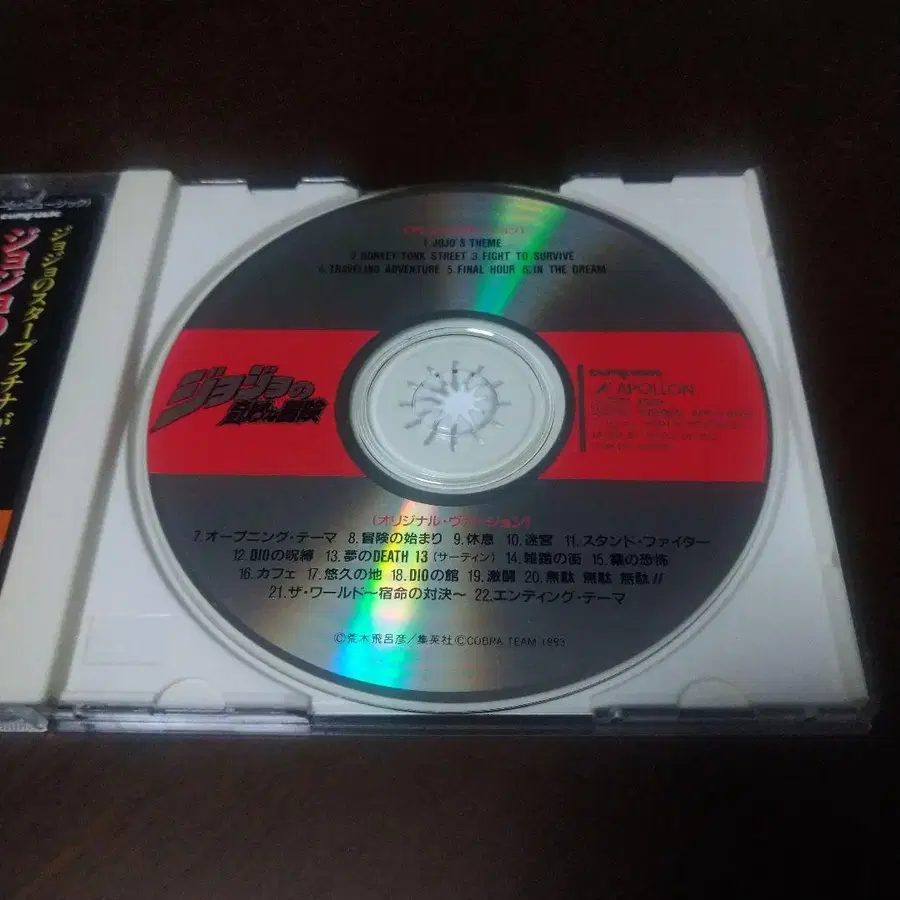 ジョジョのスタープラチナが
ジョジョの
1. JOJO'S THEME
2. HONKEY-TONK STREET 3. FIGHT TO SURVIVE
4. TRAVELING ADVENTURE 5. FINAL HOUR 6. IN THE DREAM
ジョジョの
奇妙な冒険
APOLLON
(オリジナル・ヴァージョン)
7. オープニング・テーマ 8. 冒険の始まり 9. 休息 10. 迷宮 11. スタンド・ファイター
12. DIOの呪縛 13. 夢のDEATH 13 (サーティン) 14. 雑踏の街 15. 霧の恐怖
16. カフェ 17. 悠久の地 18. DIOの館 19. 激闘 20. 無駄 無駄 無駄!!
21. ザ・ワールド〜宿命の対決〜 22. エンディング・テーマ
©荒木飛呂彦/集英社 ©COBRA TEAM 1993